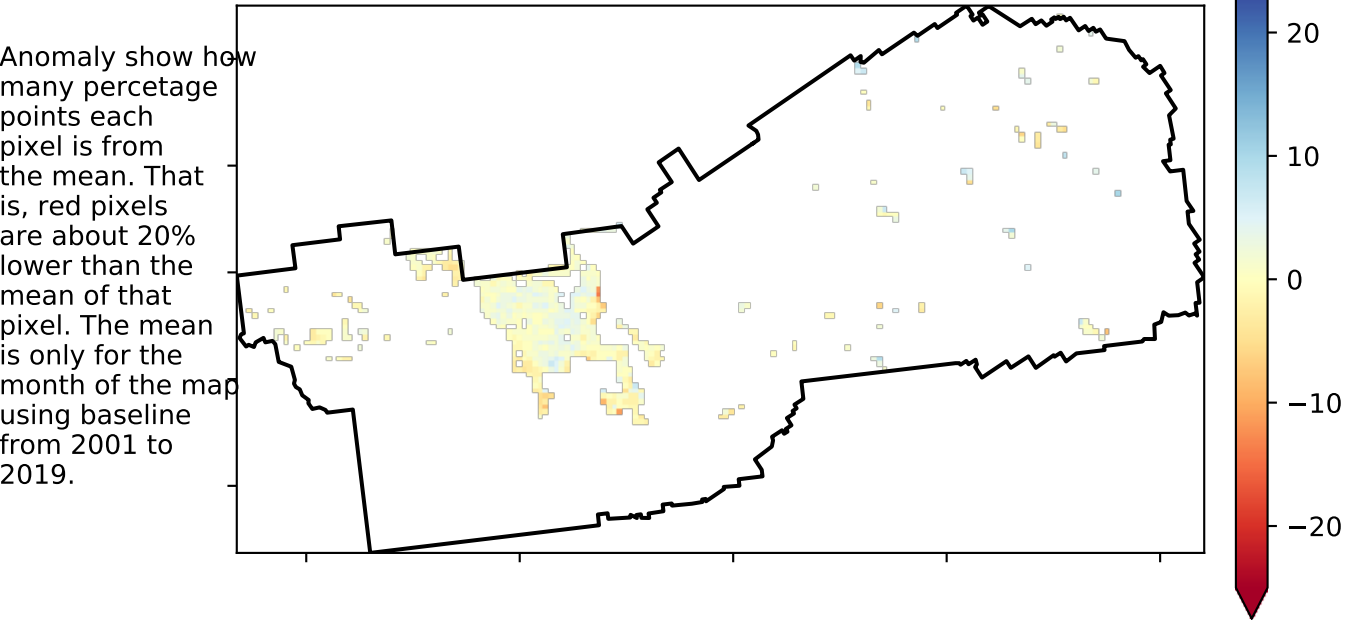 Anomaly show how
many percetage
points each
pixel is from
the mean. That
is, red pixels
are about 20%
lower than the
mean of that
pixel. The mean
is only for the
month of the map
using baseline
from 2001 to
2019.
20
10
0
−10
−20